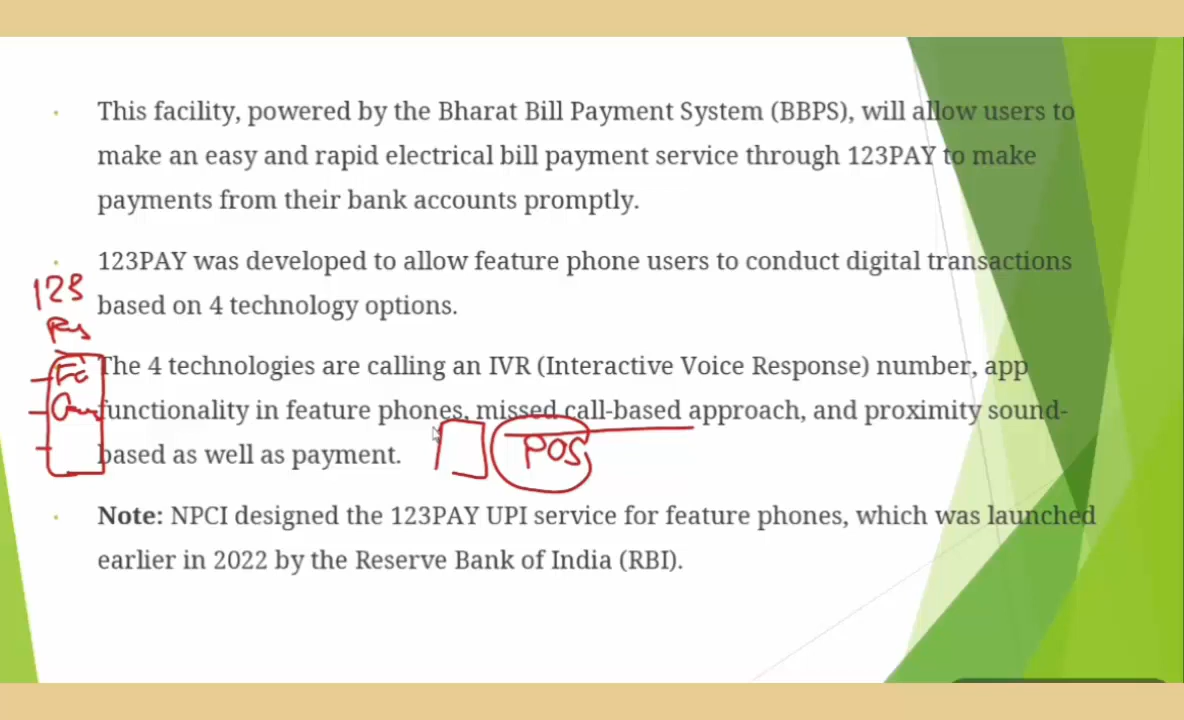 This facility, powered by the Bharat Bill Payment System (BBPS), will allow users to
make an easy and rapid electrical bill payment service through 123PAY to make
payments from their bank accounts promptly.
123PAY was developed to allow feature phone users to conduct digital transactions
123
based on 4 technology options.
The 4 technologies are calling an IVR (Interactive Voice Response) number, app
functionality in feature phones, missed call-based approach, and proximity sound-
based as well as payment.
POS
Note: NPCI designed the 123PAY UPI service for feature phones, which was launched
earlier in 2022 by the Reserve Bank of India (RBI).